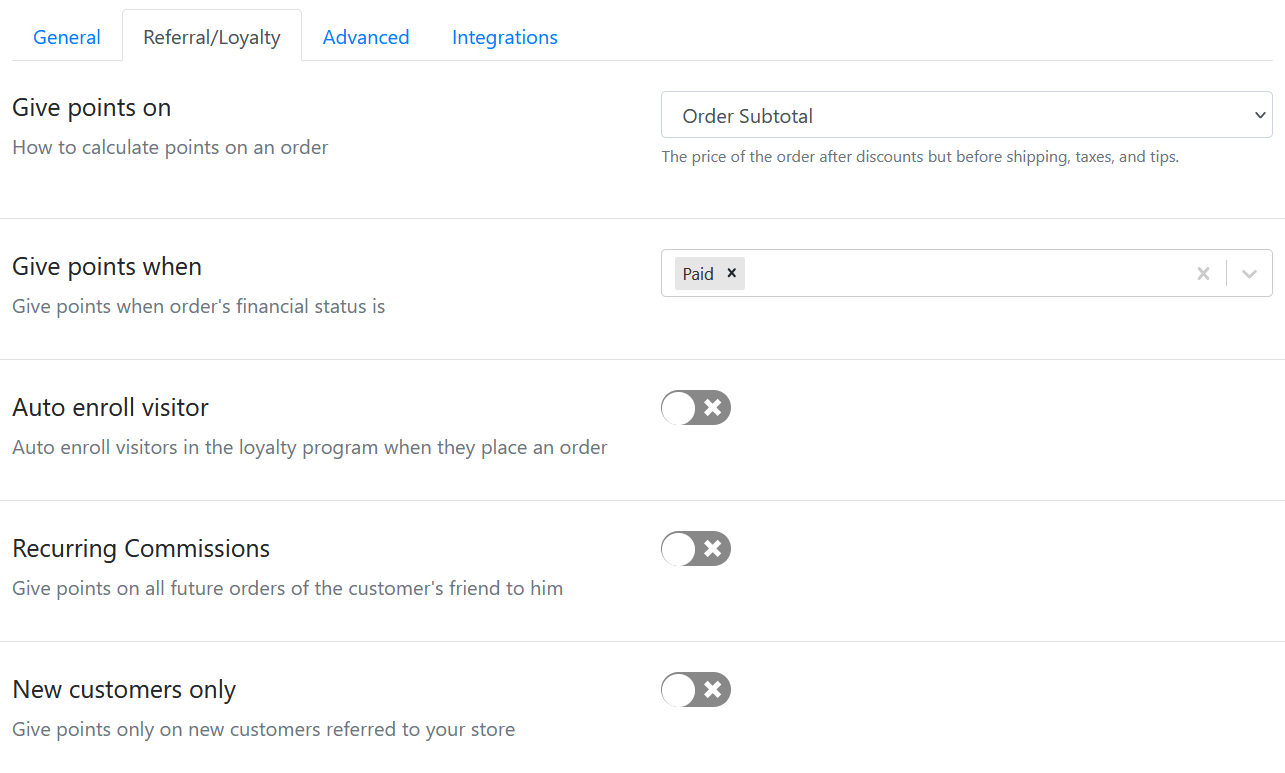 General Referral/Loyalty Advanced Integrations
Give points on
How to calculate points on an order
Order Subtotal
The price of the order after discounts but before shipping, taxes, and tips.
Give points when
Give points when order's financial status is
Paid
Auto enroll visitor
Auto enroll visitors in the loyalty program when they place an order
Recurring Commissions
Give points on all future orders of the customer's friend to him
New customers only
Give points only on new customers referred to your store